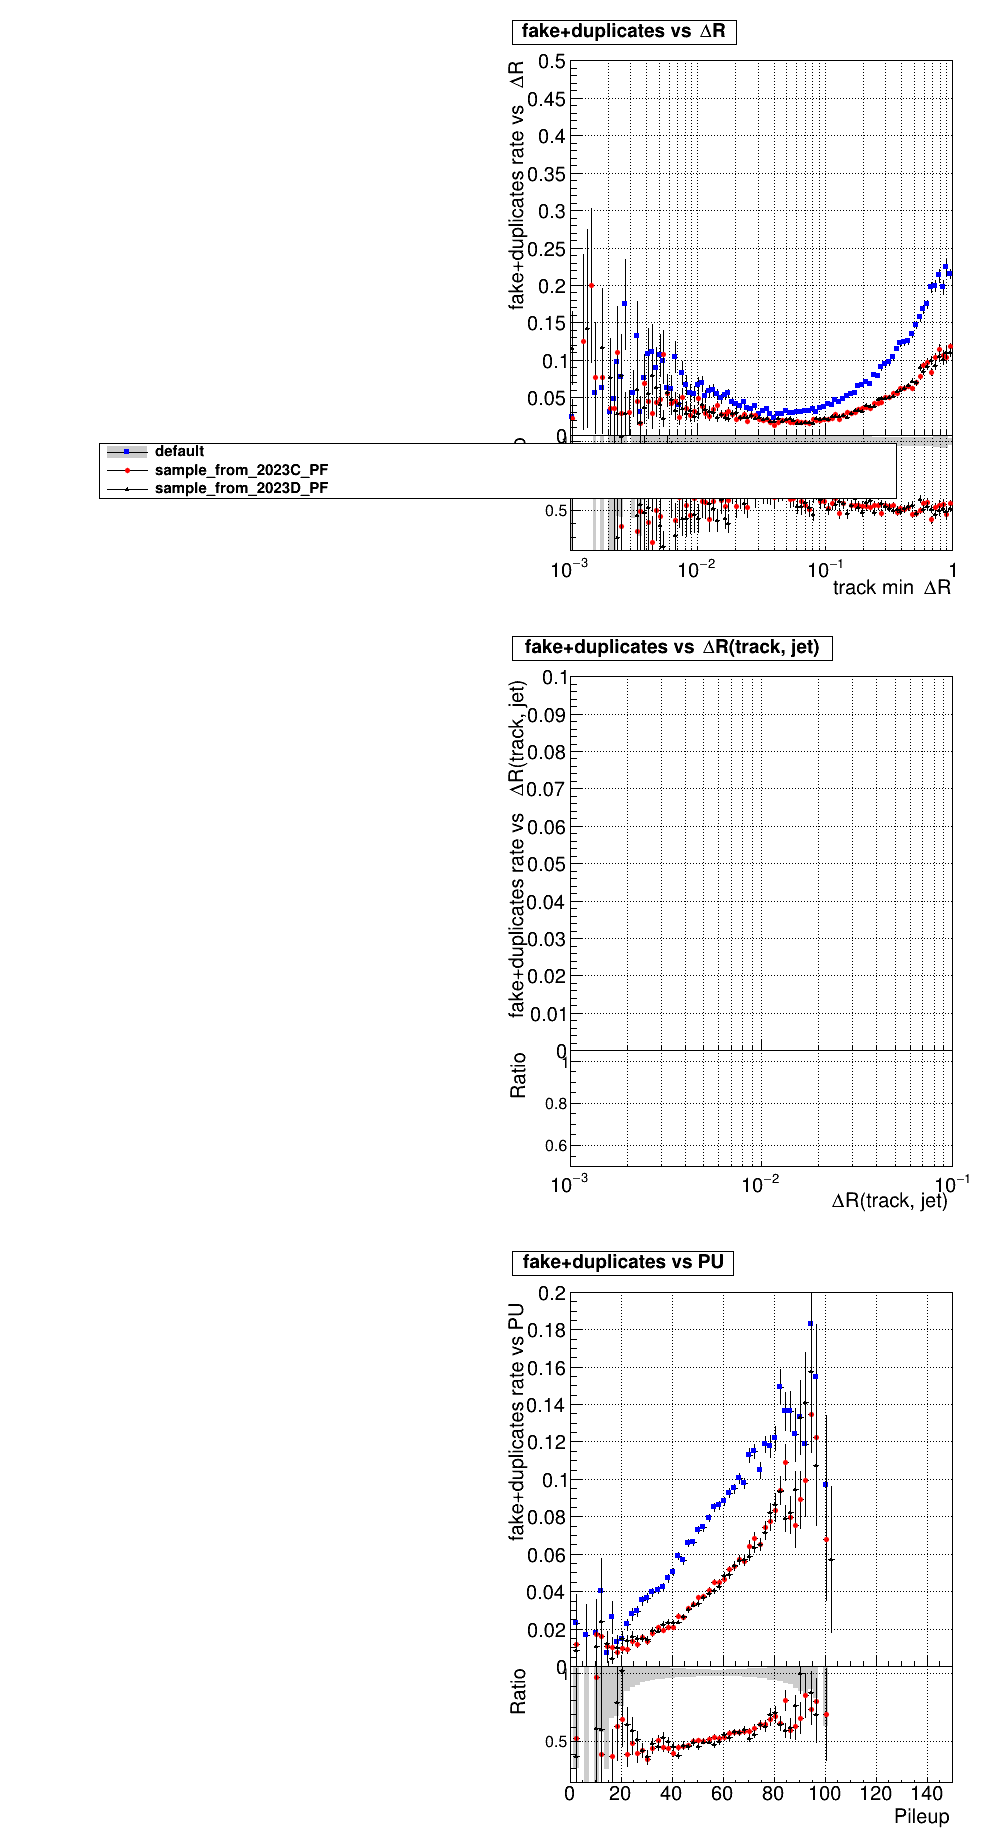 fake+duplicates vs ΔR
fake+duplicates rate vs ΔR
0.5
0.45
0.4
0.35
0.3
0.25
0.2
0.15
0.1
0.05
0
default
sample_from_2023C_PF
sample_from_2023D_PF
0.5
10⁻³ 10⁻² 10⁻¹ 1
track min ΔR
fake+duplicates vs ΔR(track, jet)
fake+duplicates rate vs ΔR(track, jet)
0.1
0.09
0.08
0.07
0.06
0.05
0.04
0.03
0.02
0.01
0
Ratio
1
0.8
0.6
10⁻³ 10⁻² 10⁻¹
ΔR(track, jet)
fake+duplicates vs PU
fake+duplicates rate vs PU
0.2
0.18
0.16
0.14
0.12
0.1
0.08
0.06
0.04
0.02
0
Ratio
1
0.5
0 20 40 60 80 100 120 140
Pileup